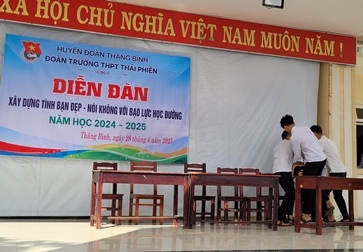 XÃ HỘI CHỦ NGHĨA VIỆT NAM MUÔN NĂM !
HUYỆN ĐOÀN THĂNG BÌNH
ĐOÀN TRƯỜNG THPT THÁI PHIÊN
DIỄN ĐÀN
XÂY DỰNG TÌNH BẠN ĐẸP - NÓI KHÔNG VỚI BẠO LỰC HỌC ĐƯỜNG
NĂM HỌC 2024 - 2025
Thăng Bình, ngày 28 tháng 4 năm 2025